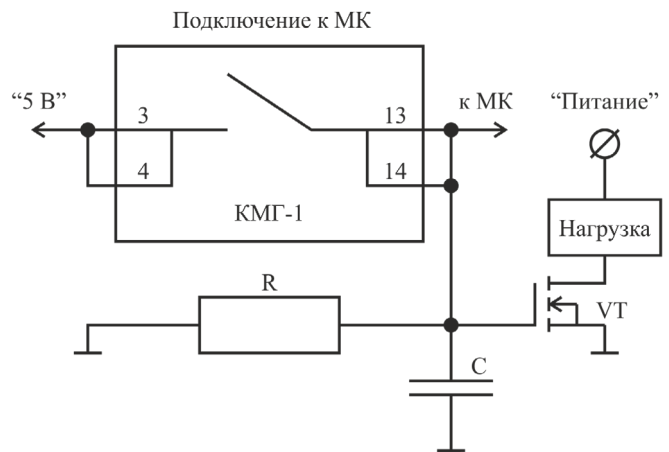 Подключение к МК
“5 В”
3
13
к МК
“Питание”
4
14
КМГ-1
Нагрузка
R
VT
C